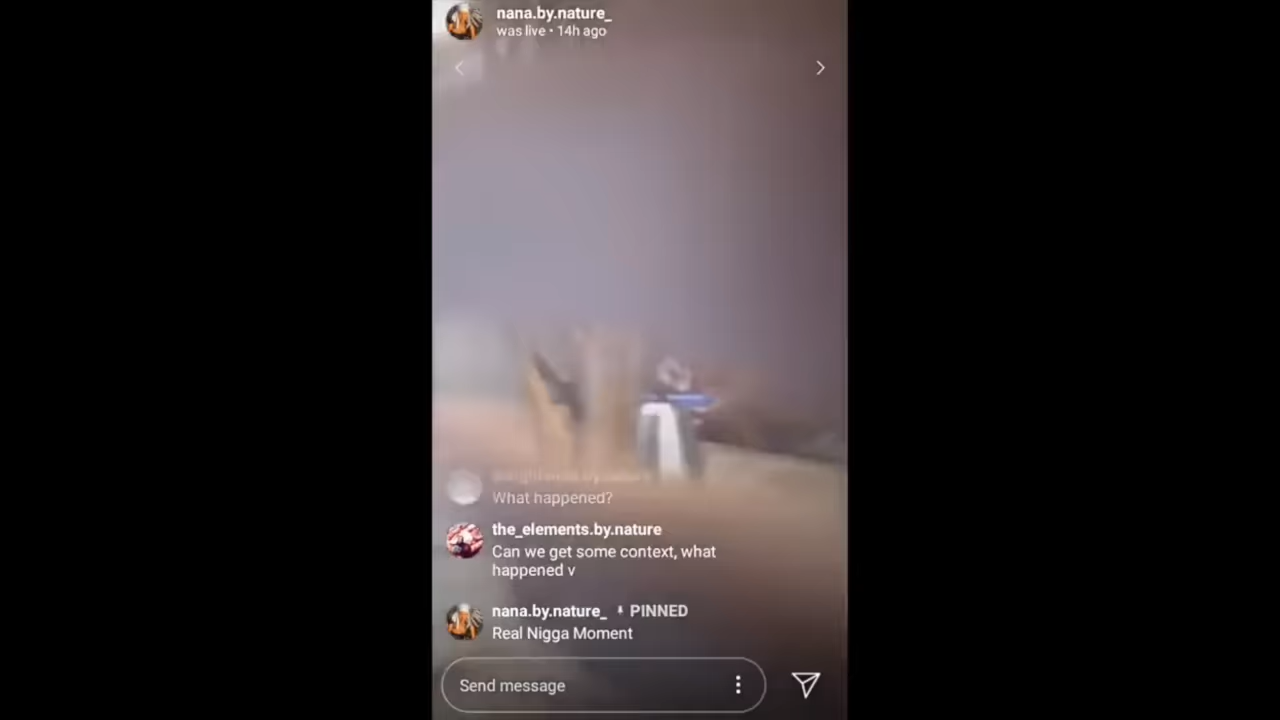 nana.by.nature_
was live • 14h ago
What happened?
the_elements.by.nature
Can we get some context, what
happened v
nana.by.nature_ PINNED
Real Nigga Moment
Send message